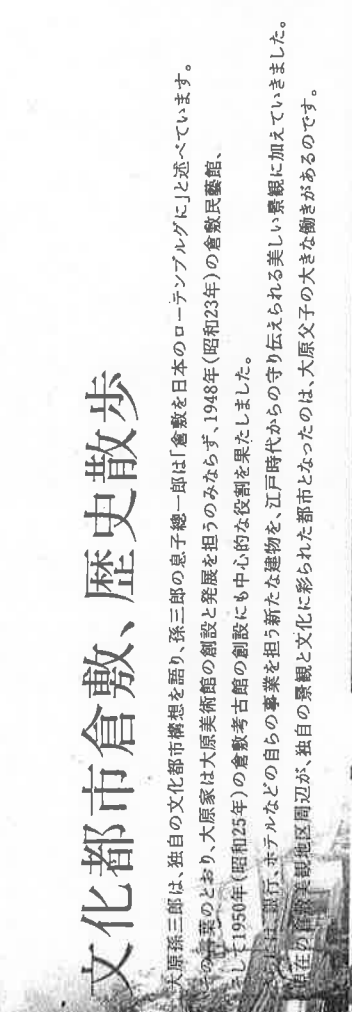 文化都市倉敷、歴史散歩
大原孫三郎は、独自の文化都市構想を語り、孫三郎の息子總一郎は「倉敷を日本のローテンブルグに」と述べています。
その言葉のとおり、大原家は大原美術館の創設と発展を担うのみならず、1948年(昭和23年)の倉敷民藝館、
そして1950年(昭和25年)の倉敷考古館の創設にも中心的な役割を果たしました。
さらには、銀行、ホテルなどの自らの事業を担う新たな建物を、江戸時代からの守り伝えられる美しい景観に加えていきました。
現在の倉敷美観地区周辺が、独自の景観と文化に彩られた都市となったのは、大原父子の大きな働きがあるのです。